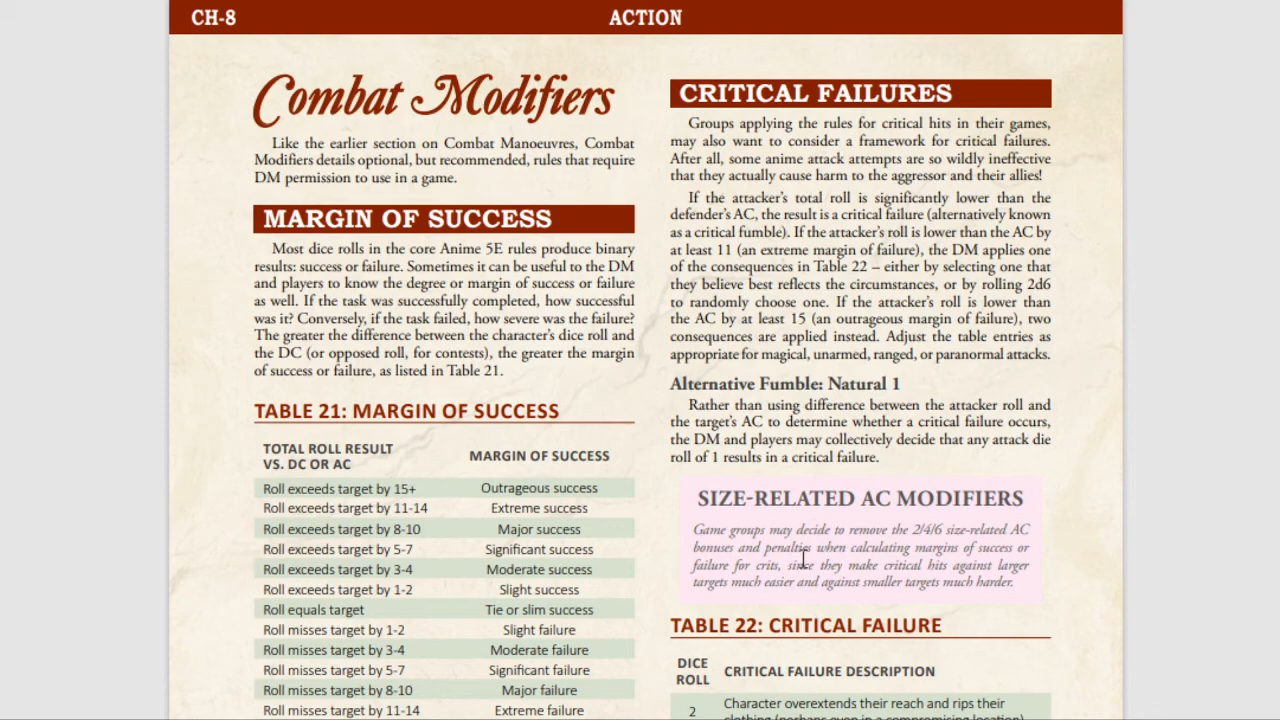 CH-8
ACTION
Combat Modifiers
Like the earlier section on Combat Manoeuvres, Combat
Modifiers details optional, but recommended, rules that require
DM permission to use in a game.
MARGIN OF SUCCESS
Most dice rolls in the core Anime 5E rules produce binary
results: success or failure. Sometimes it can be useful to the DM
and players to know the degree or margin of success or failure
as well. If the task was successfully completed, how successful
was it? Conversely, if the task failed, how severe was the failure?
The greater the difference between the character's dice roll and
the DC (or opposed roll, for contests), the greater the margin
of success or failure, as listed in Table 21.
TABLE 21: MARGIN OF SUCCESS
TOTAL ROLL RESULT
VS. DC OR AC
MARGIN OF SUCCESS
Roll exceeds target by 15+ Outrageous success
Roll exceeds target by 11-14 Extreme success
Roll exceeds target by 8-10 Major success
Roll exceeds target by 5-7 Significant success
Roll exceeds target by 3-4 Moderate success
Roll exceeds target by 1-2 Slight success
Roll equals target Tie or slim success
Roll misses target by 1-2 Slight failure
Roll misses target by 3-4 Moderate failure
Roll misses target by 5-7 Significant failure
Roll misses target by 8-10 Major failure
Roll misses target by 11-14 Extreme failure
CRITICAL FAILURES
Groups applying the rules for critical hits in their games,
may also want to consider a framework for critical failures.
After all, some anime attack attempts are so wildly ineffective
that they actually cause harm to the aggressor and their allies!
If the attacker's total roll is significantly lower than the
defender's AC, the result is a critical failure (alternatively known
as a critical fumble). If the attacker's roll is lower than the AC by
at least 11 (an extreme margin of failure), the DM applies one
of the consequences in Table 22 – either by selecting one that
they believe best reflects the circumstances, or by rolling 2d6
to randomly choose one. If the attacker's roll is lower than
the AC by at least 15 (an outrageous margin of failure), two
consequences are applied instead. Adjust the table entries as
appropriate for magical, unarmed, ranged, or paranormal attacks.
Alternative Fumble: Natural 1
Rather than using difference between the attacker roll and
the target's AC to determine whether a critical failure occurs,
the DM and players may collectively decide that any attack die
roll of 1 results in a critical failure.
SIZE-RELATED AC MODIFIERS
Game groups may decide to remove the 2/4/6 size-related AC
bonuses and penalties when calculating margins of success or
failure for crits, since they make critical hits against larger
targets much easier and against smaller targets much harder.
TABLE 22: CRITICAL FAILURE
DICE
ROLL
CRITICAL FAILURE DESCRIPTION
2 Character overextends their reach and rips their
clothing (perhaps even in a compromising location)